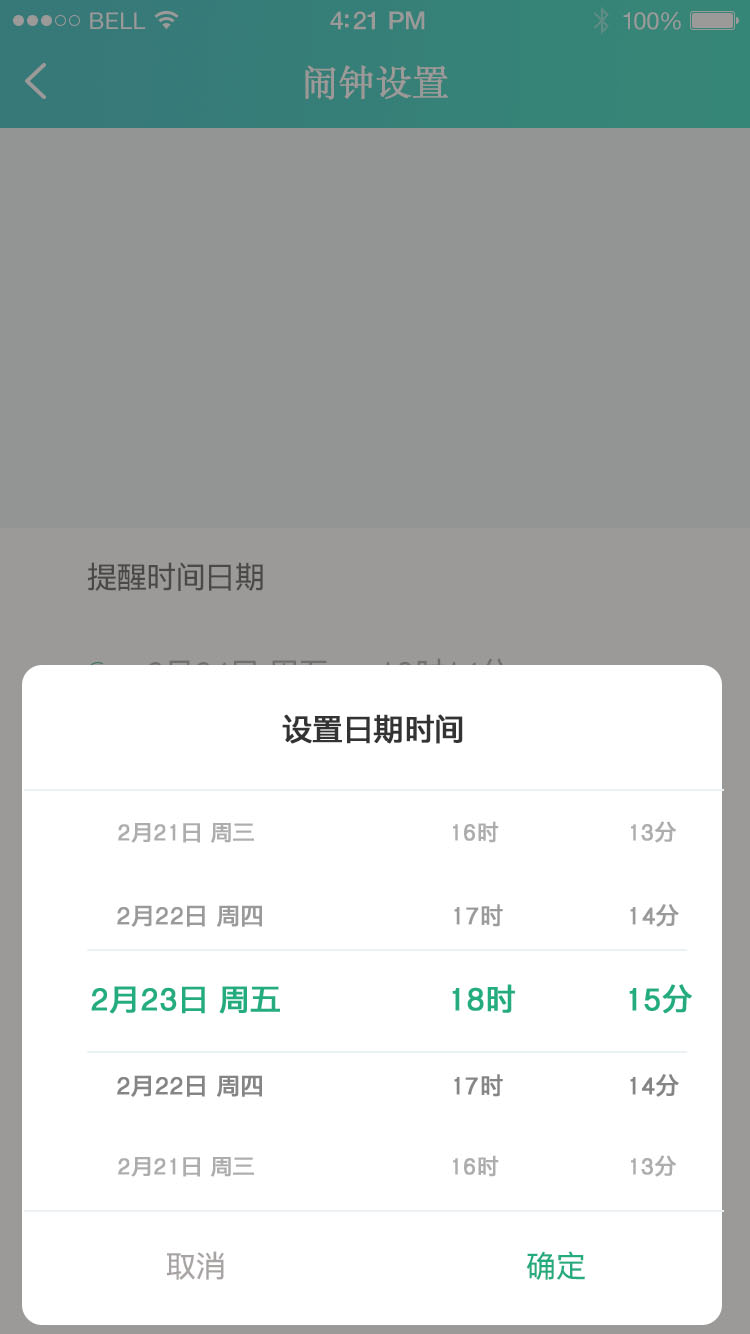 BELL 4:21 PM 100%
闹钟设置
提醒时间日期
设置日期时间
2月21日 周三 16时 13分
2月22日 周四 17时 14分
2月23日 周五 18时 15分
2月22日 周四 17时 14分
2月21日 周三 16时 13分
取消 确定